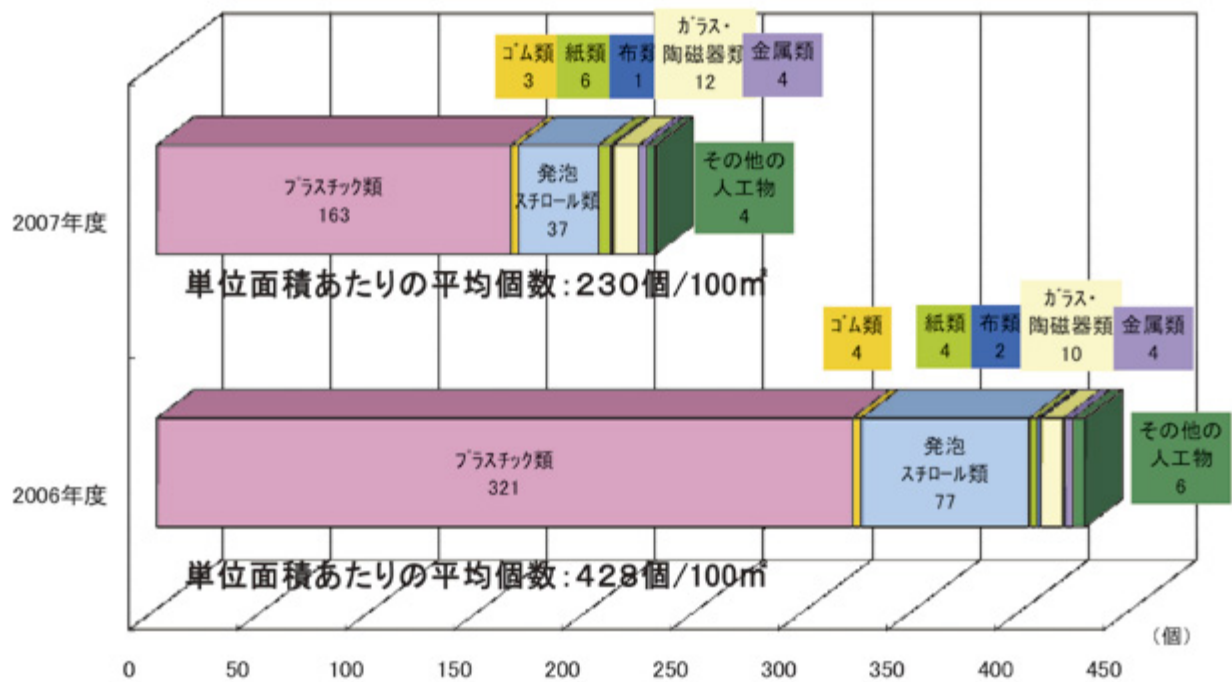 ｺﾞﾑ類
3
紙類
6
布類
1
ｶﾞﾗｽ・
陶磁器類
12
金属類
4
2007年度
ﾌﾟﾗｽﾁｯｸ類
163
発泡
ｽﾁﾛｰﾙ類
37
その他の
人工物
4
単位面積あたりの平均個数:230個/100㎡
ｺﾞﾑ類
4
紙類
4
布類
2
ｶﾞﾗｽ・
陶磁器類
10
金属類
4
2006年度
ﾌﾟﾗｽﾁｯｸ類
321
発泡
ｽﾁﾛｰﾙ類
77
その他の
人工物
6
単位面積あたりの平均個数:428個/100㎡
（個）
0 50 100 150 200 250 300 350 400 450